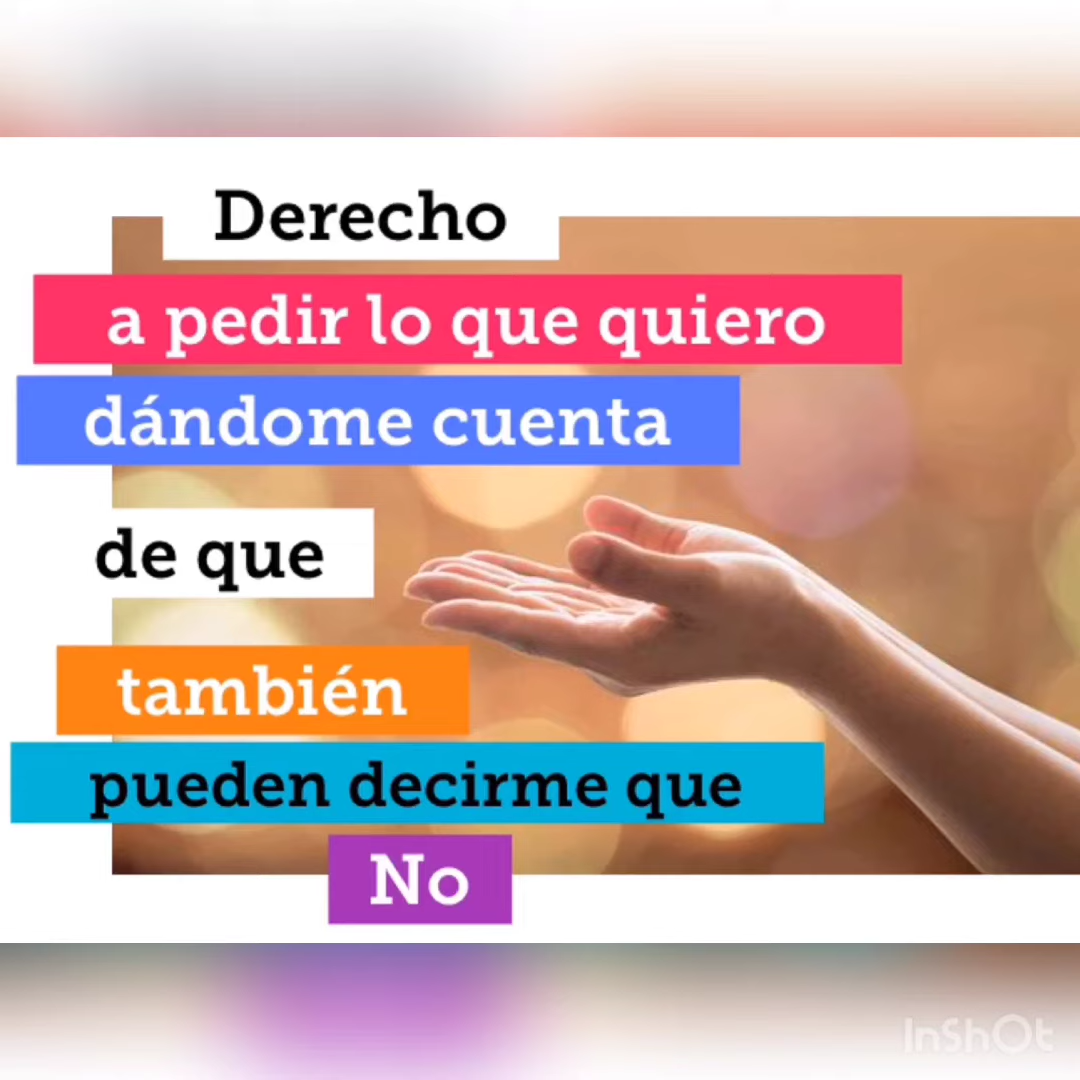 Derecho
a pedir lo que quiero
dándome cuenta
de que
también
pueden decirme que
No
InShOt